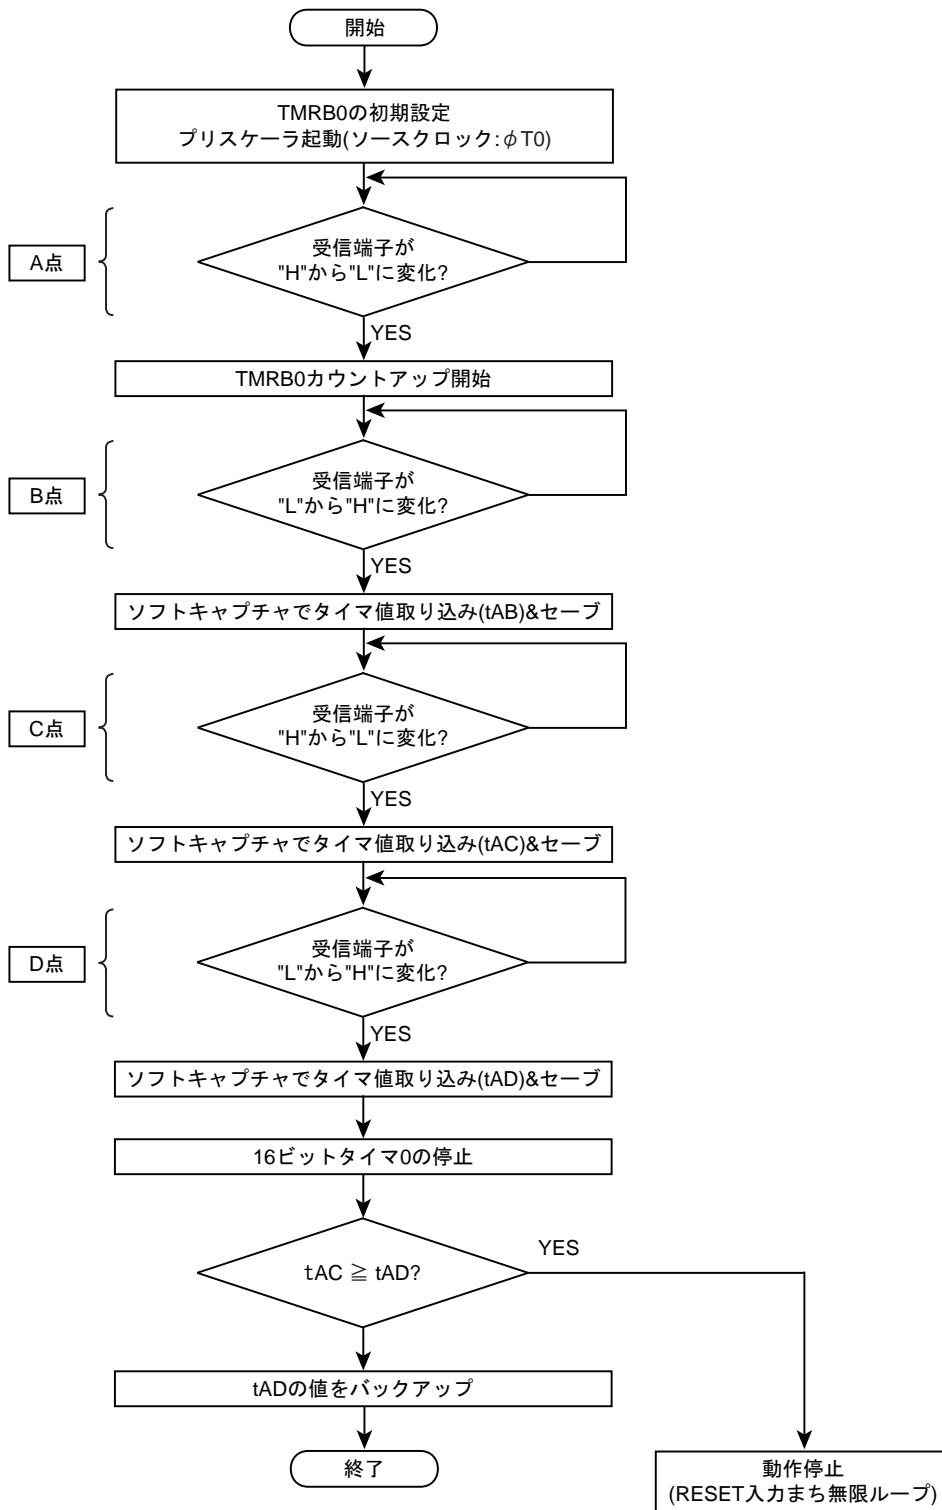 開始
TMRB0の初期設定
プリスケーラ起動(ソースクロック:φT0)
A点
受信端子が
"H"から"L"に変化?
YES
TMRB0カウントアップ開始
B点
受信端子が
"L"から"H"に変化?
YES
ソフトキャプチャでタイマ値取り込み(tAB)&セーブ
C点
受信端子が
"H"から"L"に変化?
YES
ソフトキャプチャでタイマ値取り込み(tAC)&セーブ
D点
受信端子が
"L"から"H"に変化?
YES
ソフトキャプチャでタイマ値取り込み(tAD)&セーブ
16ビットタイマ0の停止
tAC ≧ tAD?
YES
tADの値をバックアップ
終了
動作停止
(RESET入力まち無限ループ)